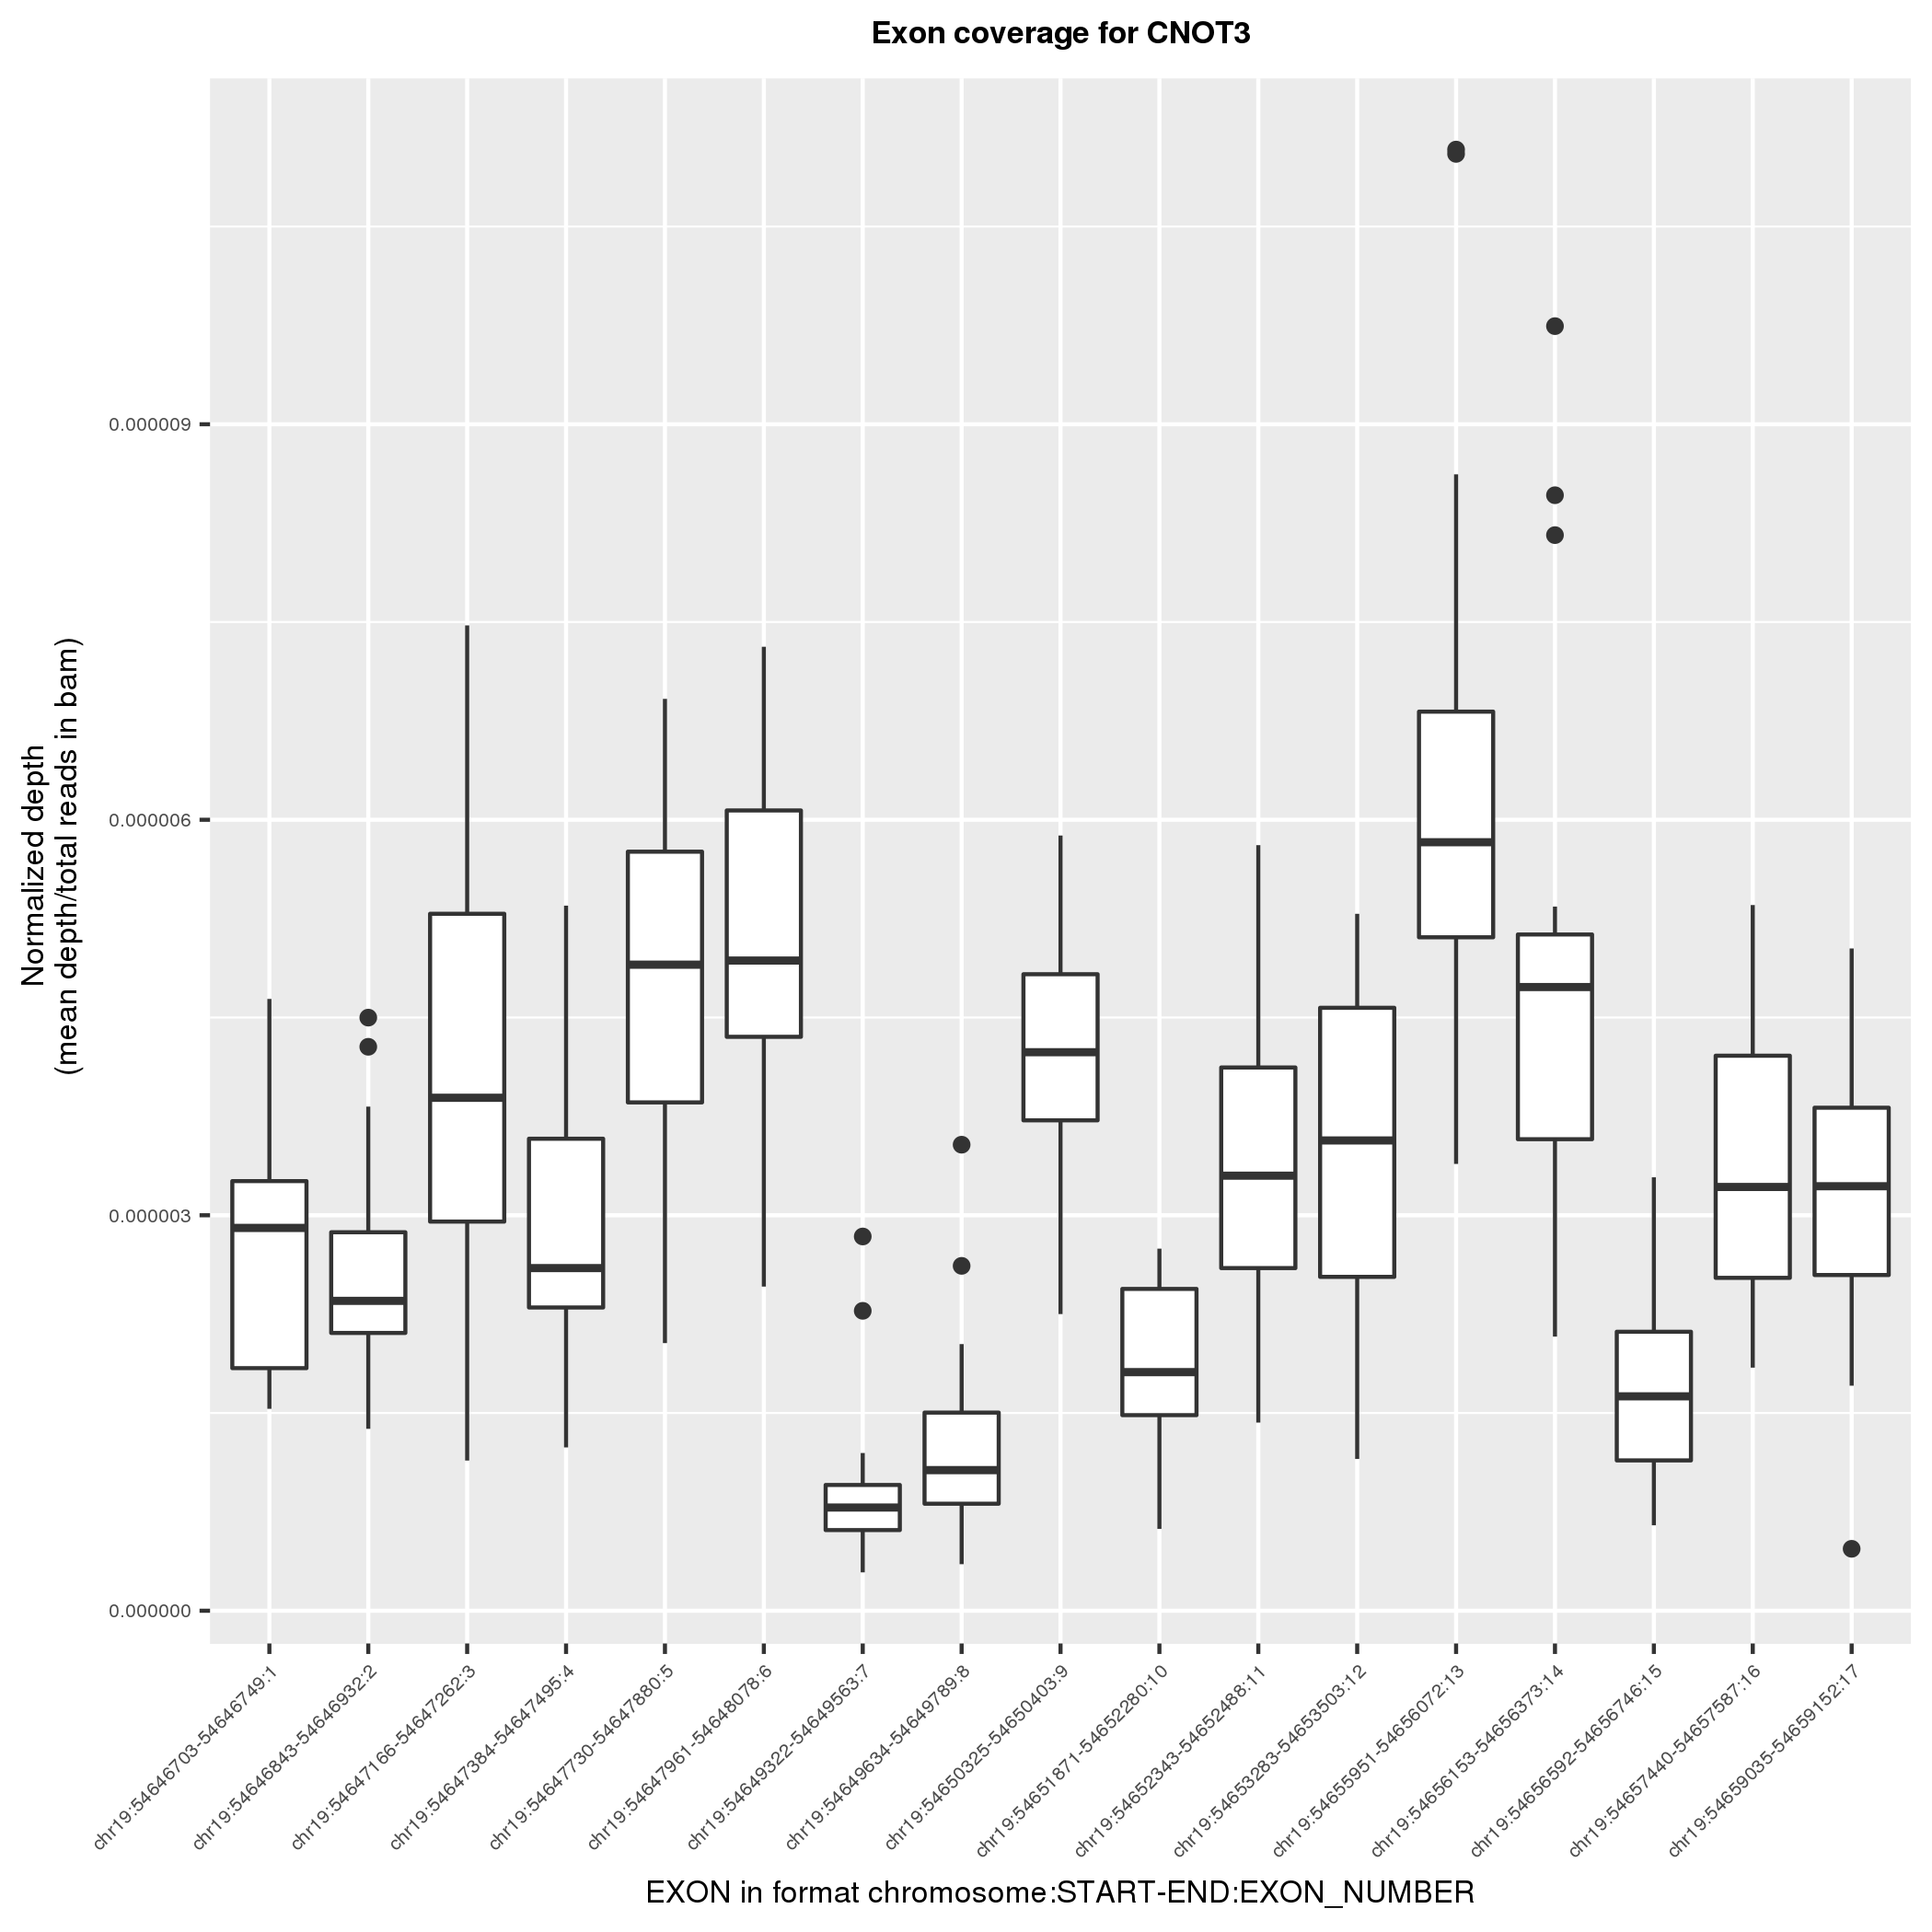 Exon coverage for CNOT3
Normalized depth
(mean depth/total reads in bam)
0.000009
0.000006
0.000003
0.000000
chr19:54646703-54646749:1
chr19:54646843-54646932:2
chr19:54647166-54647262:3
chr19:54647384-54647495:4
chr19:54647730-54647880:5
chr19:54647961-54648078:6
chr19:54649322-54649563:7
chr19:54649634-54649789:8
chr19:54650325-54650403:9
chr19:54651871-54652280:10
chr19:54652343-54652488:11
chr19:54653283-54653503:12
chr19:54655951-54656072:13
chr19:54656153-54656373:14
chr19:54656592-54656746:15
chr19:54657440-54657587:16
chr19:54659035-54659152:17
EXON in format chromosome:START-END:EXON_NUMBER